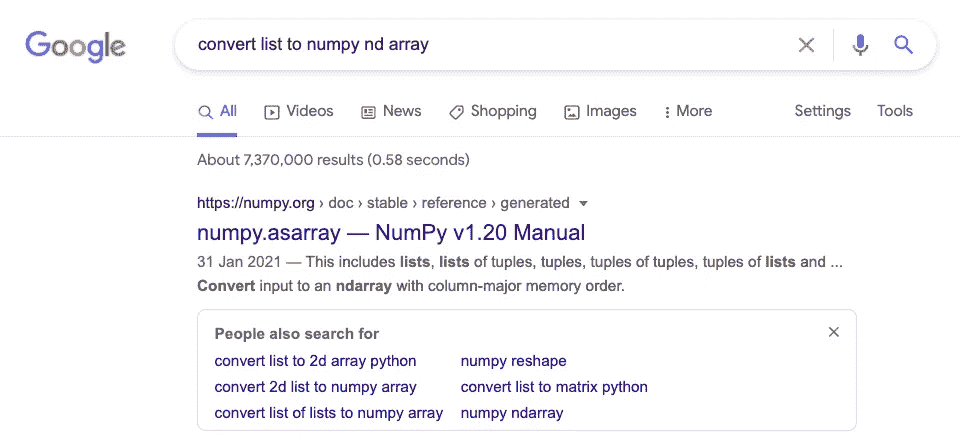 Google
convert list to numpy nd array
All Videos News Shopping Images More Settings Tools
About 7,370,000 results (0.58 seconds)
https://numpy.org › doc › stable › reference › generated
numpy.asarray — NumPy v1.20 Manual
31 Jan 2021 — This includes lists, lists of tuples, tuples, tuples of tuples, tuples of lists and ...
Convert input to an ndarray with column-major memory order.
People also search for
convert list to 2d array python numpy reshape
convert 2d list to numpy array convert list to matrix python
convert list of lists to numpy array numpy ndarray